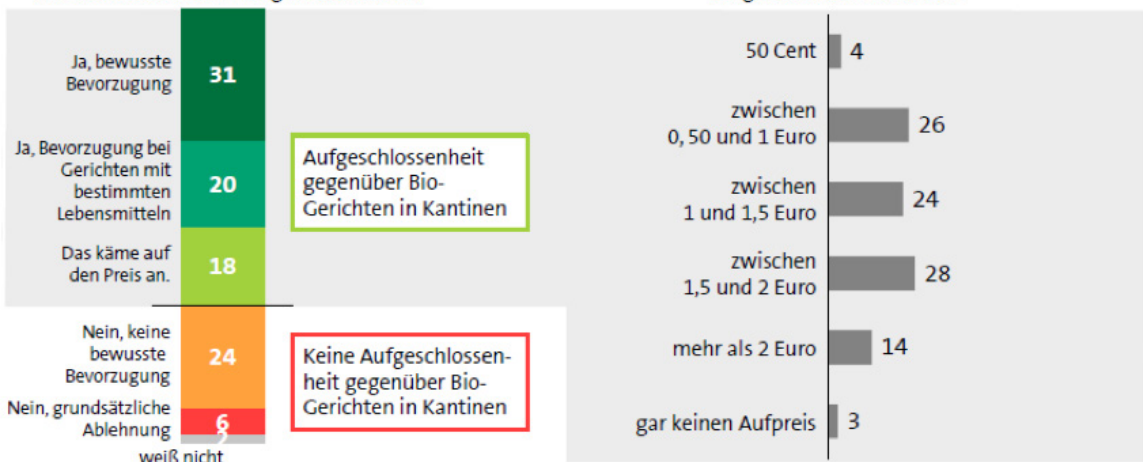 Ja, bewusste
Bevorzugung
31
Ja, Bevorzugung bei
Gerichten mit
bestimmten
Lebensmitteln
20
Das käme auf
den Preis an.
18
Aufgeschlossenheit
gegenüber Bio-
Gerichten in Kantinen
Nein, keine
bewusste
Bevorzugung
24
Nein, grundsätzliche
Ablehnung
6
2
weiß nicht
Keine Aufgeschlossen-
heit gegenüber Bio-
Gerichten in Kantinen
50 Cent
4
zwischen
0,50 und 1 Euro
26
zwischen
1 und 1,5 Euro
24
zwischen
1,5 und 2 Euro
28
mehr als 2 Euro
14
gar keinen Aufpreis
3